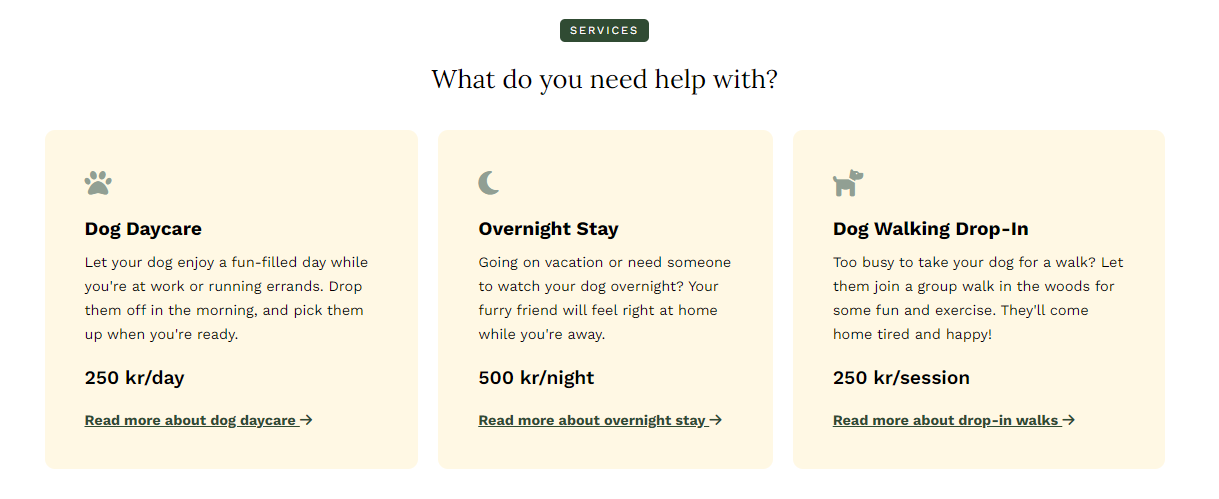 SERVICES
What do you need help with?
Dog Daycare
Let your dog enjoy a fun-filled day while
you're at work or running errands. Drop
them off in the morning, and pick them
up when you're ready.
250 kr/day
Read more about dog daycare →
Overnight Stay
Going on vacation or need someone
to watch your dog overnight? Your
furry friend will feel right at home
while you're away.
500 kr/night
Read more about overnight stay →
Dog Walking Drop-In
Too busy to take your dog for a walk? Let
them join a group walk in the woods for
some fun and exercise. They'll come
home tired and happy!
250 kr/session
Read more about drop-in walks →